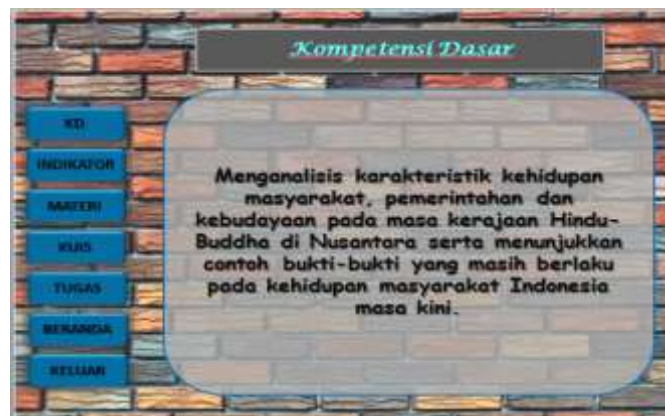 Kompetensi Dasar
KD
INDIKATOR
MATERI
KUIS
TUGAS
BERANDA
KELUAR
Menganalisis karakteristik kehidupan
masyarakat, pemerintahan dan
kebudayaan pada masa kerajaan Hindu-
Buddha di Nusantara serta menunjukkan
contoh bukti-bukti yang masih berlaku
pada kehidupan masyarakat Indonesia
masa kini.